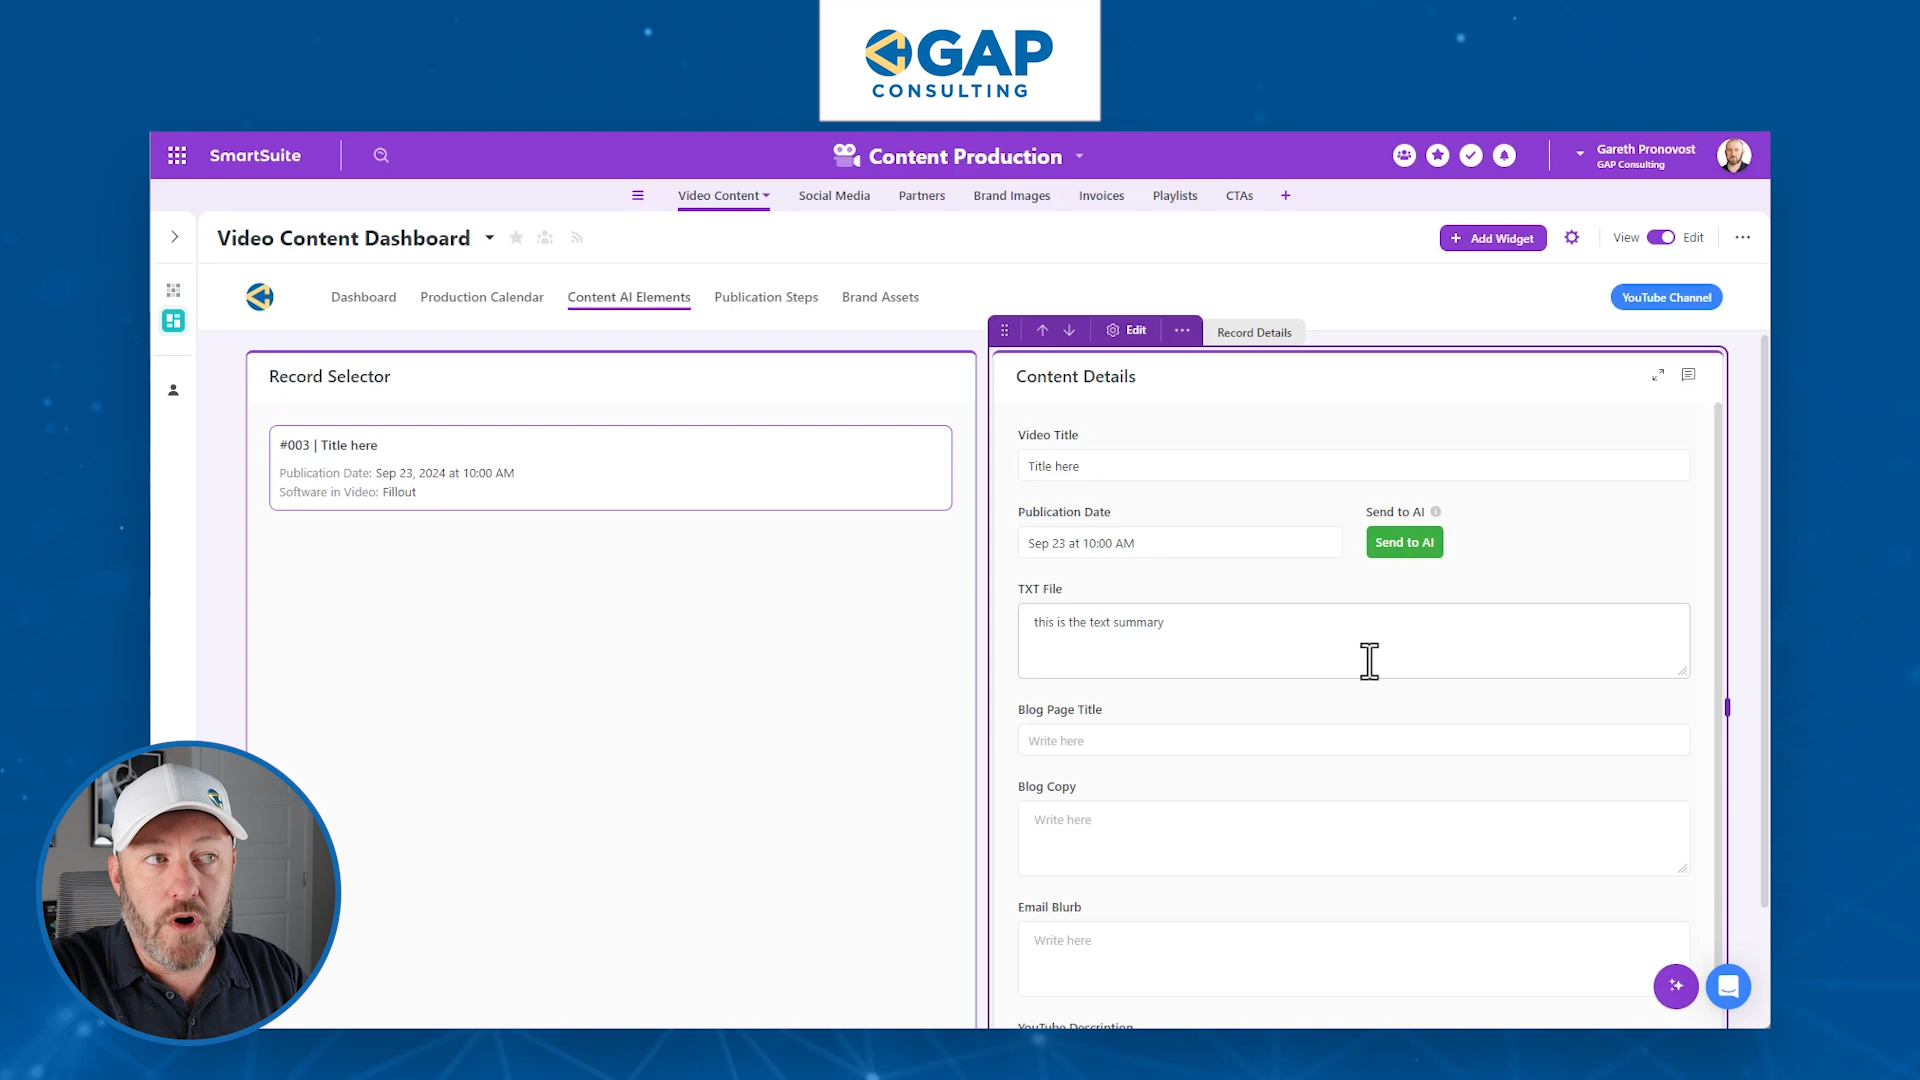 GAP
CONSULTING
SmartSuite
Content Production
Gareth Pronovost
GAP Consulting
Video Content
Social Media
Partners
Brand Images
Invoices
Playlists
CTAs
+
Video Content Dashboard
+ Add Widget
View
Edit
Dashboard
Production Calendar
Content AI Elements
Publication Steps
Brand Assets
YouTube Channel
Edit
Record Details
Record Selector
#003 | Title here
Publication Date: Sep 23, 2024 at 10:00 AM
Software in Video: Fillout
Content Details
Video Title
Title here
Publication Date
Send to AI
Sep 23 at 10:00 AM
Send to AI
TXT File
this is the text summary
Blog Page Title
Write here
Blog Copy
Write here
Email Blurb
Write here
YouTube Description